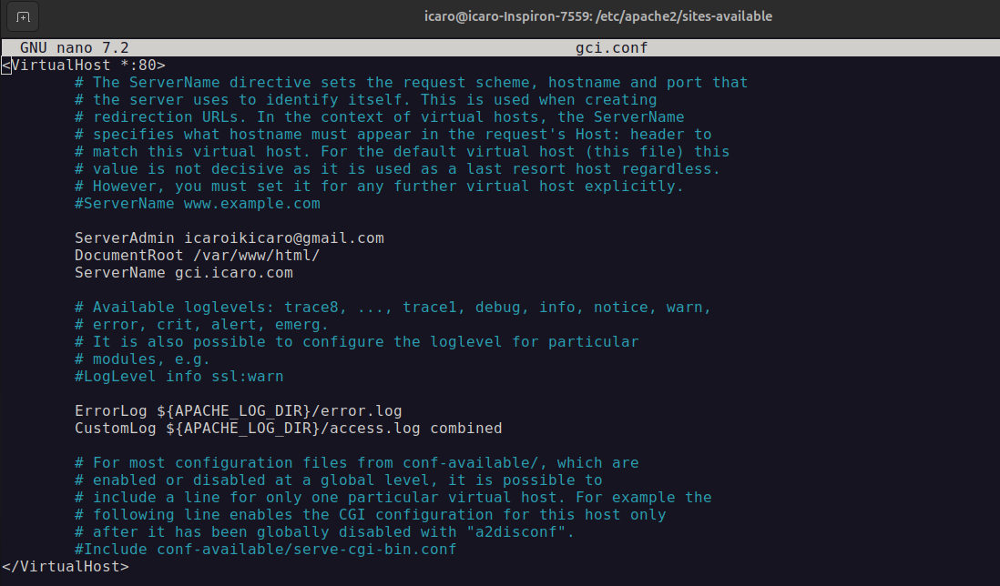 icaro@icaro-Inspiron-7559: /etc/apache2/sites-available
GNU nano 7.2 gci.conf
<VirtualHost *:80>
# The ServerName directive sets the request scheme, hostname and port that
# the server uses to identify itself. This is used when creating
# redirection URLs. In the context of virtual hosts, the ServerName
# specifies what hostname must appear in the request's Host: header to
# match this virtual host. For the default virtual host (this file) this
# value is not decisive as it is used as a last resort host regardless.
# However, you must set it for any further virtual host explicitly.
#ServerName www.example.com
ServerAdmin icaroikicaro@gmail.com
DocumentRoot /var/www/html/
ServerName gci.icaro.com
# Available loglevels: trace8, ..., trace1, debug, info, notice, warn,
# error, crit, alert, emerg.
# It is also possible to configure the loglevel for particular
# modules, e.g.
#LogLevel info ssl:warn
ErrorLog ${APACHE_LOG_DIR}/error.log
CustomLog ${APACHE_LOG_DIR}/access.log combined
# For most configuration files from conf-available/, which are
# enabled or disabled at a global level, it is possible to
# include a line for only one particular virtual host. For example the
# following line enables the CGI configuration for this host only
# after it has been globally disabled with "a2disconf".
#Include conf-available/serve-cgi-bin.conf
</VirtualHost>